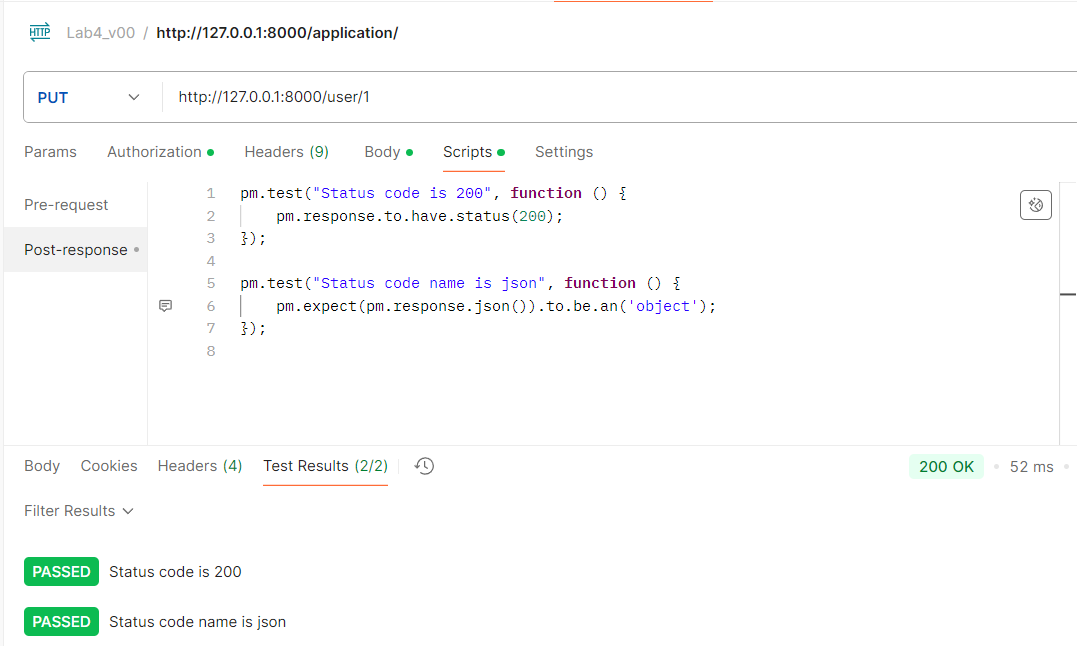 HTTP Lab4_v00 / http://127.0.0.1:8000/application/
PUT http://127.0.0.1:8000/user/1
Params Authorization Headers (9) Body Scripts Settings
Pre-request
Post-response
1 pm.test("Status code is 200", function () {
2 pm.response.to.have.status(200);
3 });
4
5 pm.test("Status code name is json", function () {
6 pm.expect(pm.response.json()).to.be.an('object');
7 });
8
Body Cookies Headers (4) Test Results (2/2) 200 OK • 52 ms •
Filter Results
PASSED Status code is 200
PASSED Status code name is json